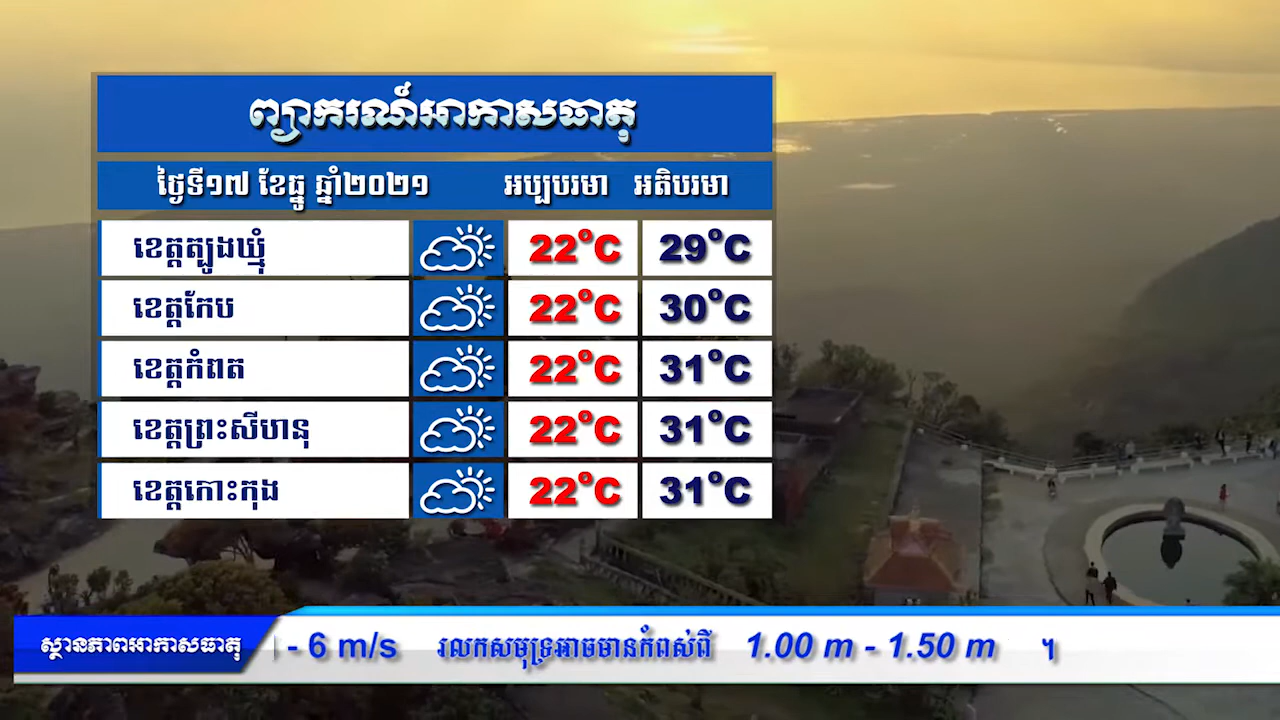 ព្យាករណ៍អាកាសធាតុ
ថ្ងៃទី១៧ ខែធ្នូ ឆ្នាំ២០២១ អប្បបរមា អតិបរមា
ខេត្តត្បូងឃ្មុំ 22°C 29°C
ខេត្តកែប 22°C 30°C
ខេត្តកំពត 22°C 31°C
ខេត្តព្រះសីហនុ 22°C 31°C
ខេត្តកោះកុង 22°C 31°C
ស្ថានភាពអាកាសធាតុ - 6 m/s រលកសមុទ្រអាចមានកំពស់ពី 1.00 m - 1.50 m ។